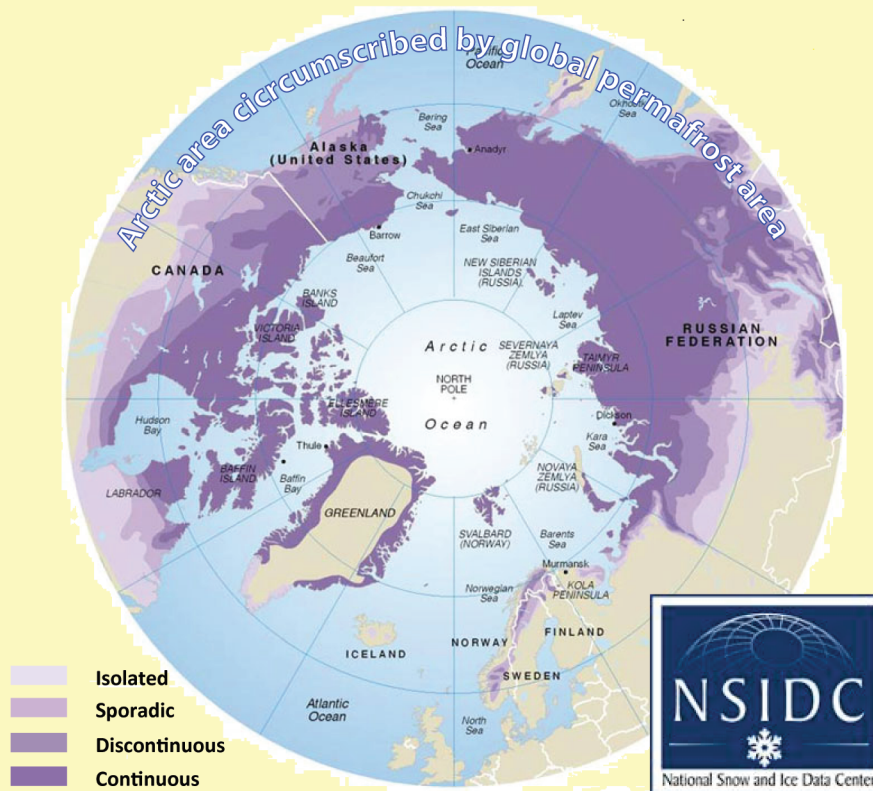 Arctic area cicrcumscribed by global permafrost area
Pacific
Ocean
Okhotsk
Sea
Bering
Sea
Alaska
(United States)
Anadyr
Chukchi
Sea
Barrow
East Siberian
Sea
Beaufort
Sea
NEW SIBERIAN
ISLANDS
(RUSSIA)
CANADA
BANKS
ISLAND
Laptev
Sea
VICTORIA
ISLAND
RUSSIAN
FEDERATION
Arctic
SEVERNAYA
ZEMLYA
(RUSSIA)
TAIMYR
PENINSULA
NORTH
POLE
ELLESMERE
ISLAND
Ocean
Dickson
Hudson
Bay
Kara
Sea
Thule
BAFFIN
ISLAND
Baffin
Bay
NOVAYA
ZEMLYA
(RUSSIA)
LABRADOR
GREENLAND
SVALBARD
(NORWAY)
Barents
Sea
Murmansk
Norwegian
Sea
KOLA
PENINSULA
ICELAND
NORWAY
FINLAND
SWEDEN
Atlantic
Ocean
North
Sea
Isolated
Sporadic
Discontinuous
Continuous
NSIDC
National Snow and Ice Data Center